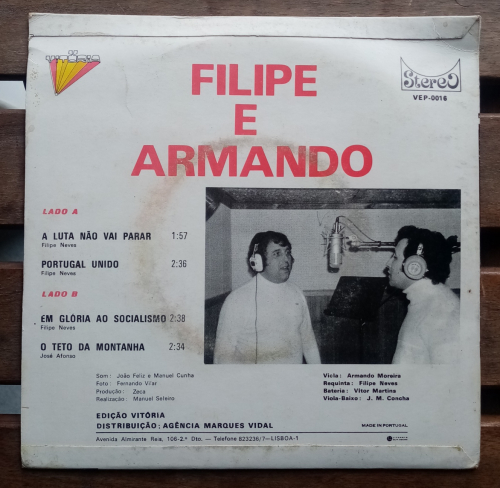 VITÓRIA
Stereo
VEP-0016
FILIPE
E
ARMANDO
LADO A
A LUTA NÃO VAI PARAR 1:57
Filipe Neves
PORTUGAL UNIDO 2:36
Filipe Neves
LADO B
EM GLÓRIA AO SOCIALISMO 2:38
Filipe Neves
O TETO DA MONTANHA 2:34
José Afonso
Som: João Feliz e Manuel Cunha
Foto: Fernando Vilar
Produção: Zeca
Realização: Manuel Saleiro
Viola: Armando Moreira
Requinta: Filipe Neves
Bateria: Vítor Martins
Viola-Baixo: J. M. Concha
EDIÇÃO VITÓRIA
DISTRIBUIÇÃO: AGÊNCIA MARQUES VIDAL
Avenida Almirante Reis, 106-2.º Dto. — Telefone 823236/7—LISBOA-1
MADE IN PORTUGAL